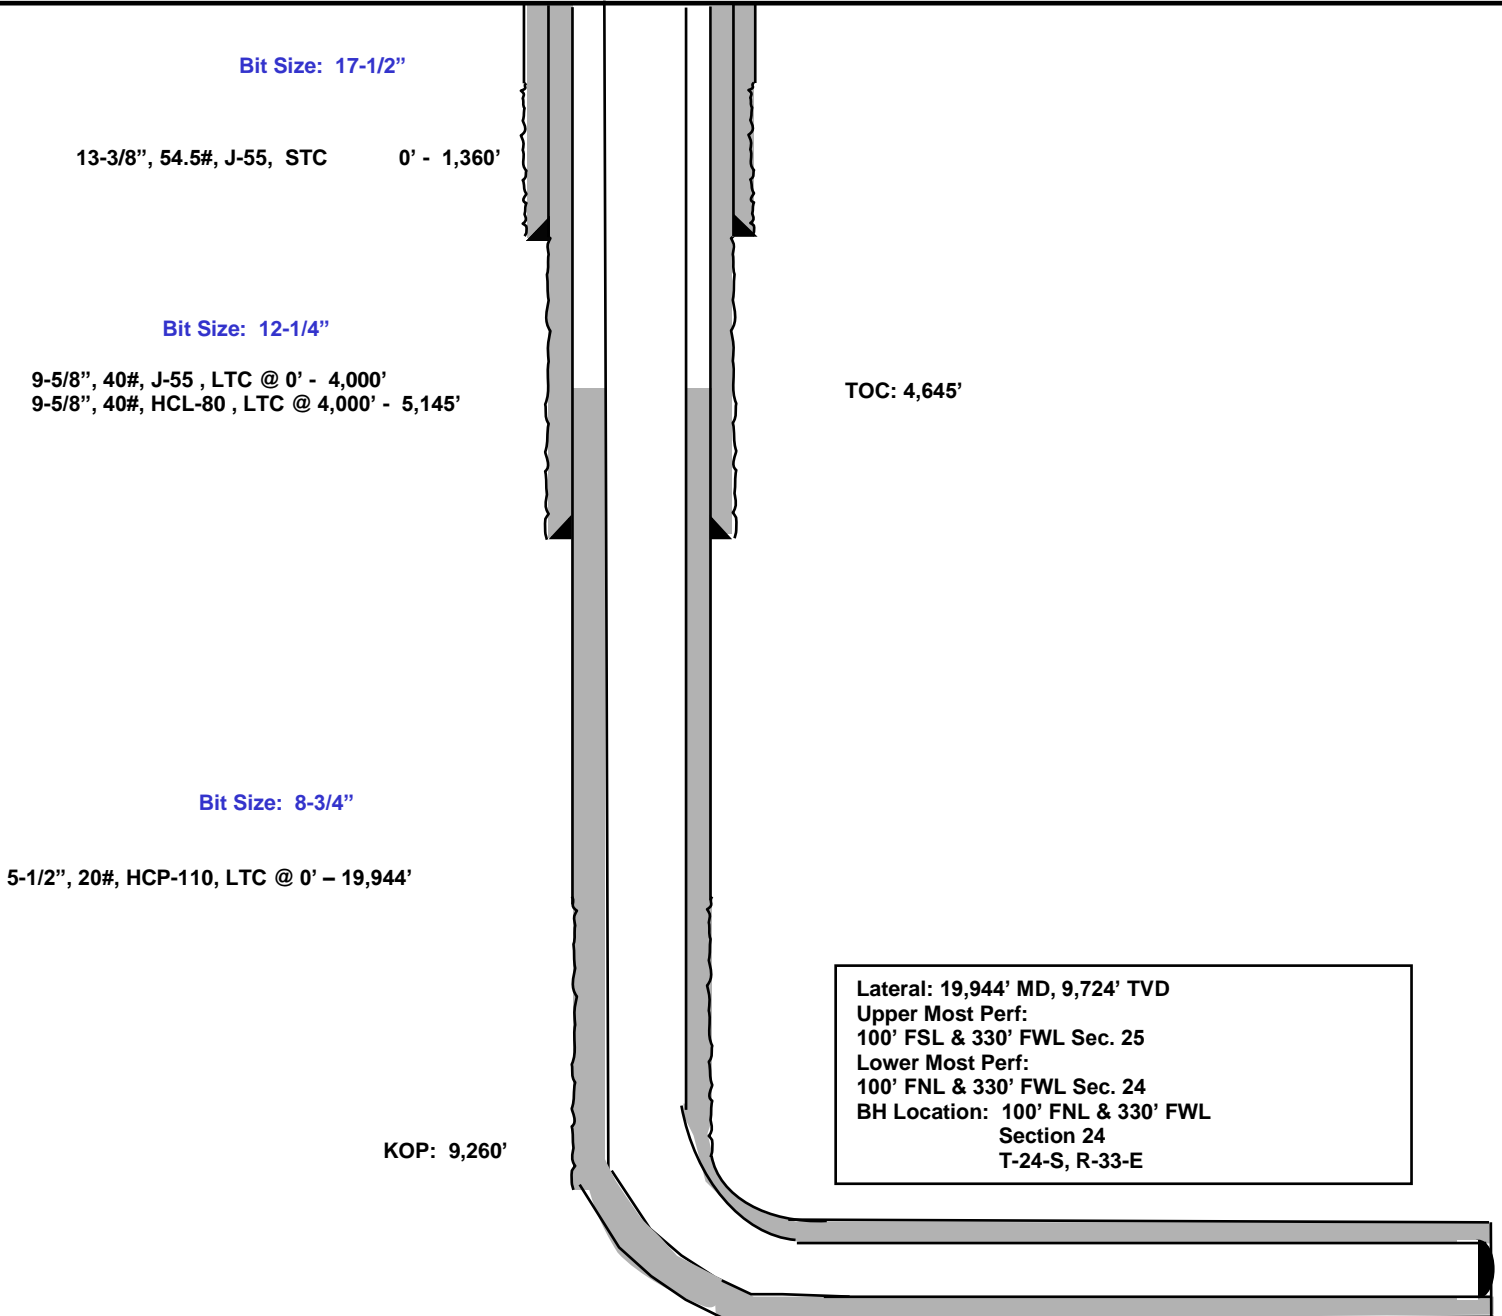 Bit Size: 17-1/2”
13-3/8”, 54.5#, J-55, STC 0’ - 1,360’
Bit Size: 12-1/4”
9-5/8”, 40#, J-55 , LTC @ 0’ - 4,000’
9-5/8”, 40#, HCL-80 , LTC @ 4,000’ - 5,145’
TOC: 4,645’
Bit Size: 8-3/4”
5-1/2”, 20#, HCP-110, LTC @ 0’ – 19,944’
Lateral: 19,944’ MD, 9,724’ TVD
Upper Most Perf:
100’ FSL & 330’ FWL Sec. 25
Lower Most Perf:
100’ FNL & 330’ FWL Sec. 24
BH Location: 100’ FNL & 330’ FWL
Section 24
T-24-S, R-33-E
KOP: 9,260’